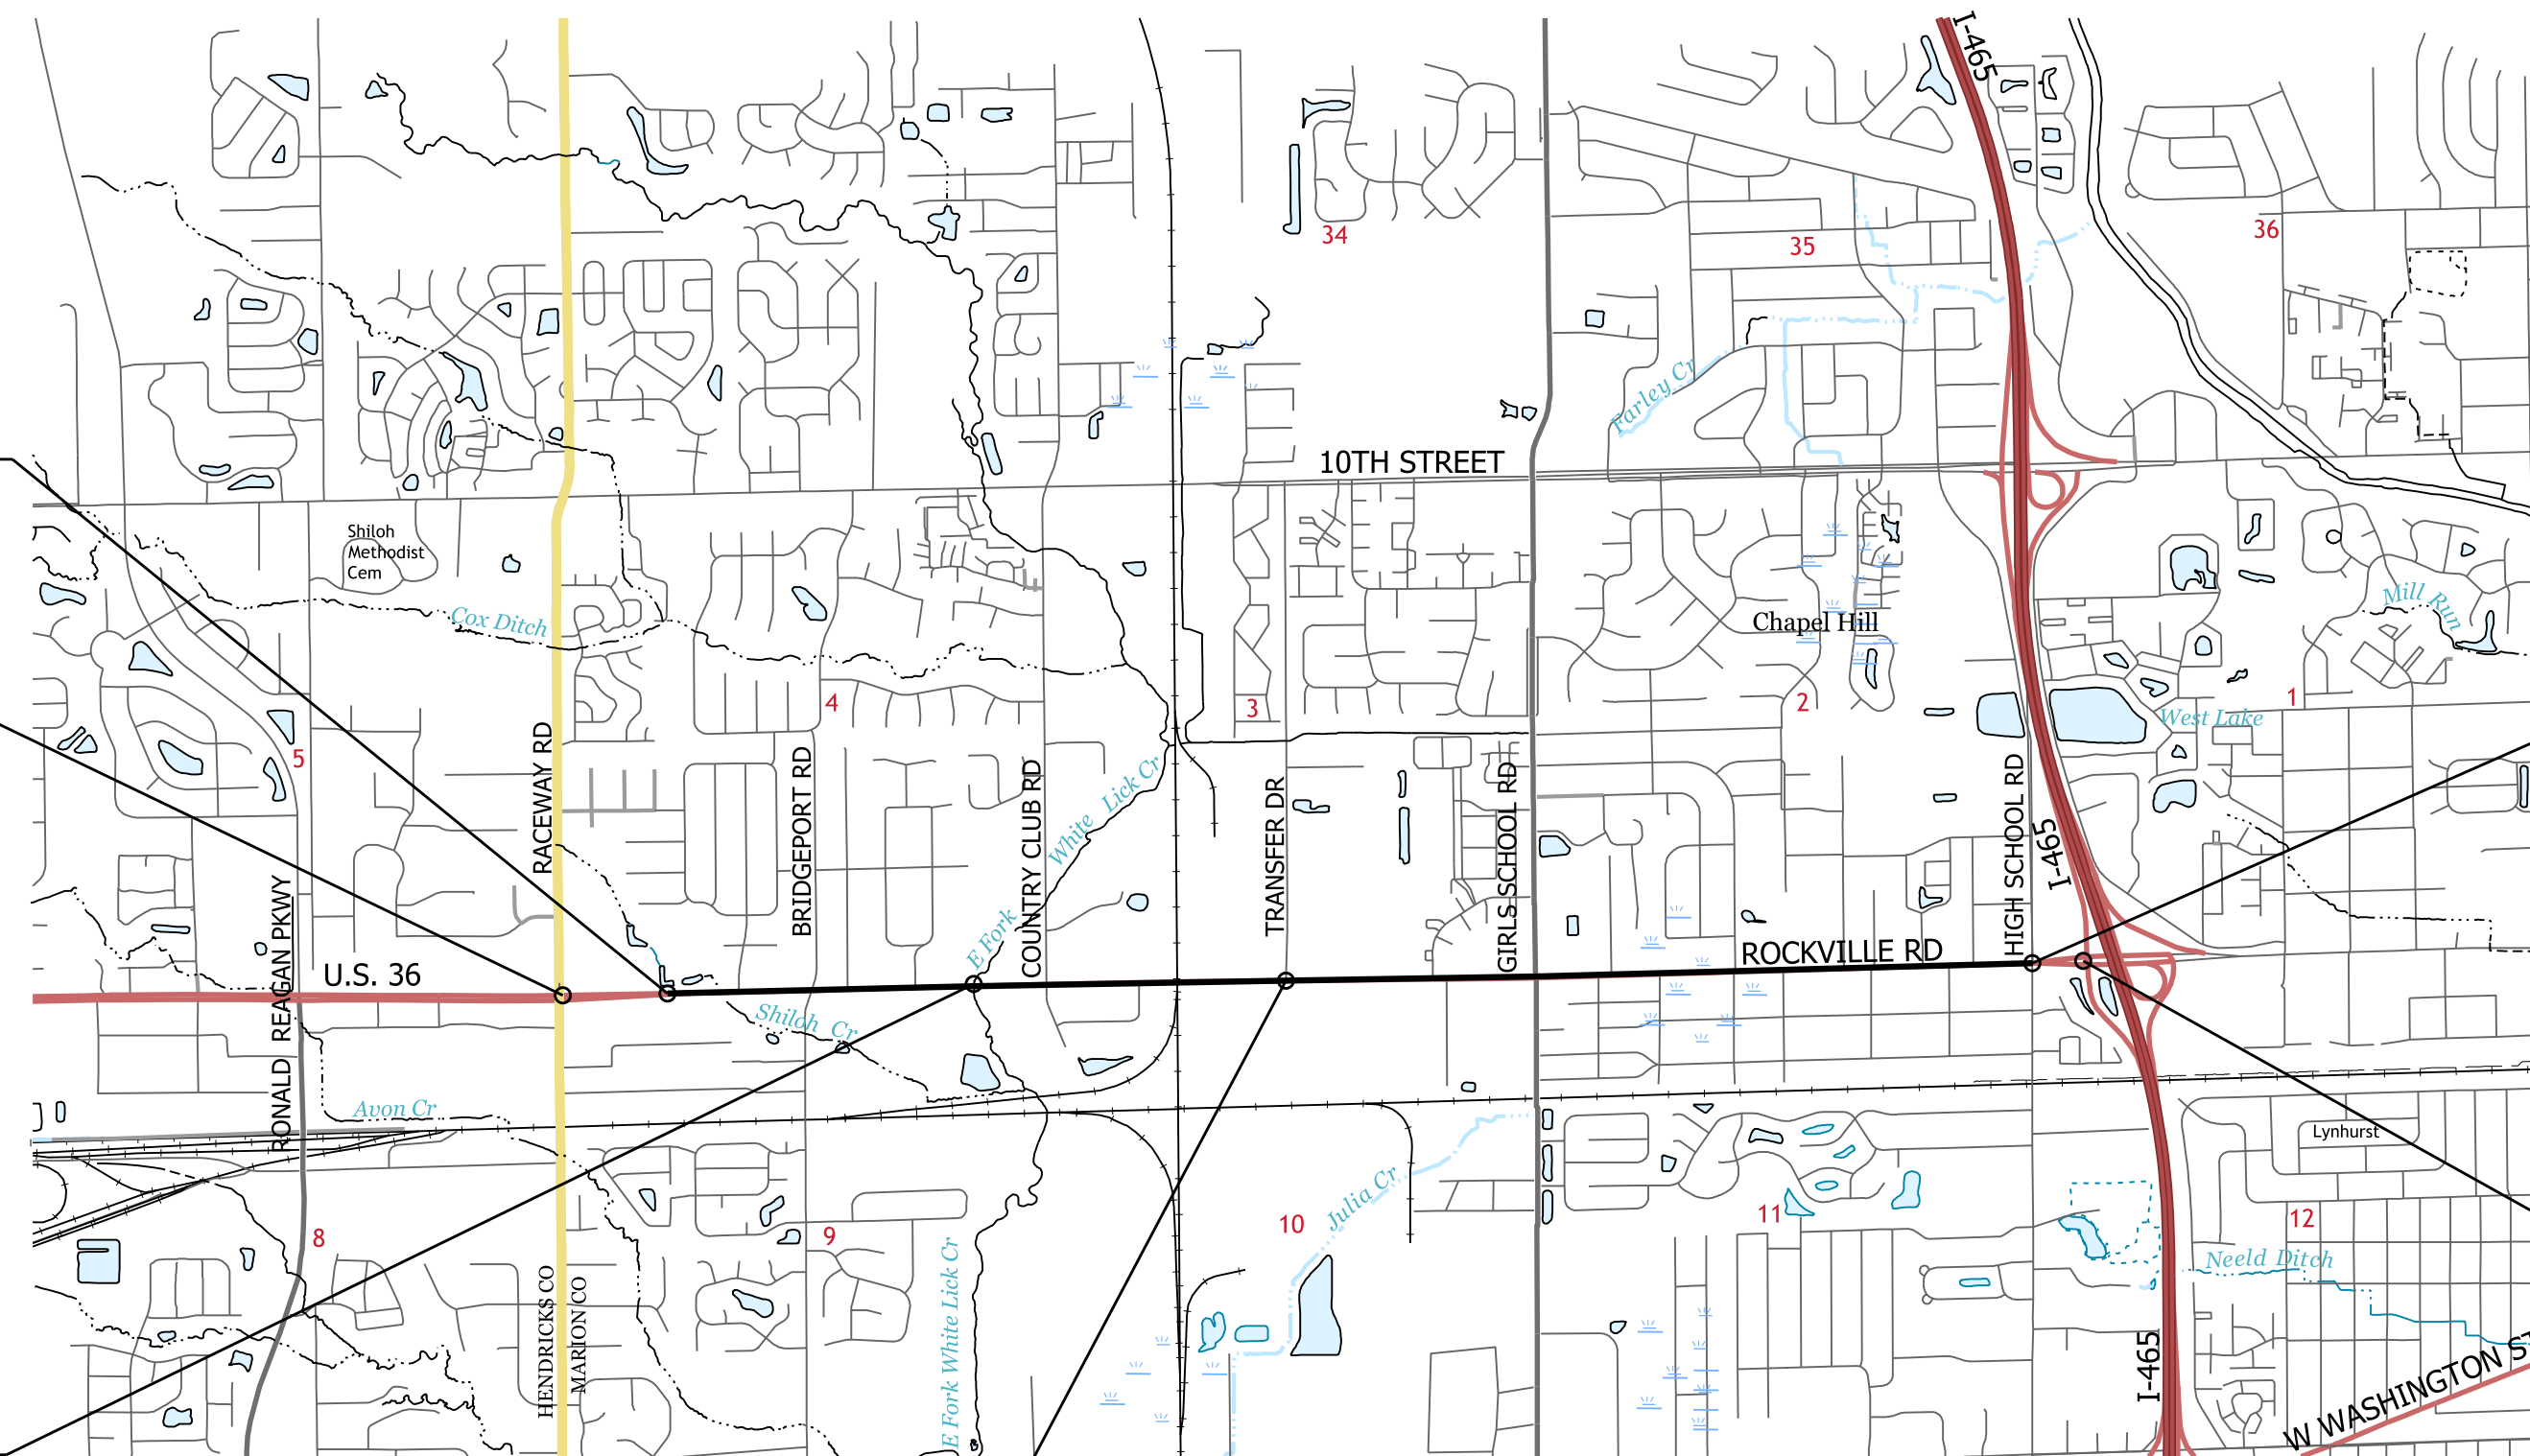 I-465
34
35
36
Farley Cr
10TH STREET
Shiloh
Methodist
Cem
Cox Ditch
Mill Run
Chapel Hill
4
3
2
1
West Lake
5
RACEWAY RD
BRIDGEPORT RD
COUNTRY CLUB RD
White Lick Cr
TRANSFER DR
GIRLS SCHOOL RD
HIGH SCHOOL RD
I-465
E Fork
ROCKVILLE RD
U.S. 36
RONALD REAGAN PKWY
Shiloh Cr
Avon Cr
Lynhurst
Julia Cr
8
9
10
11
12
Neeld Ditch
E Fork White Lick Cr
HENDRICKS CO
MARION CO
I-465
W WASHINGTON ST